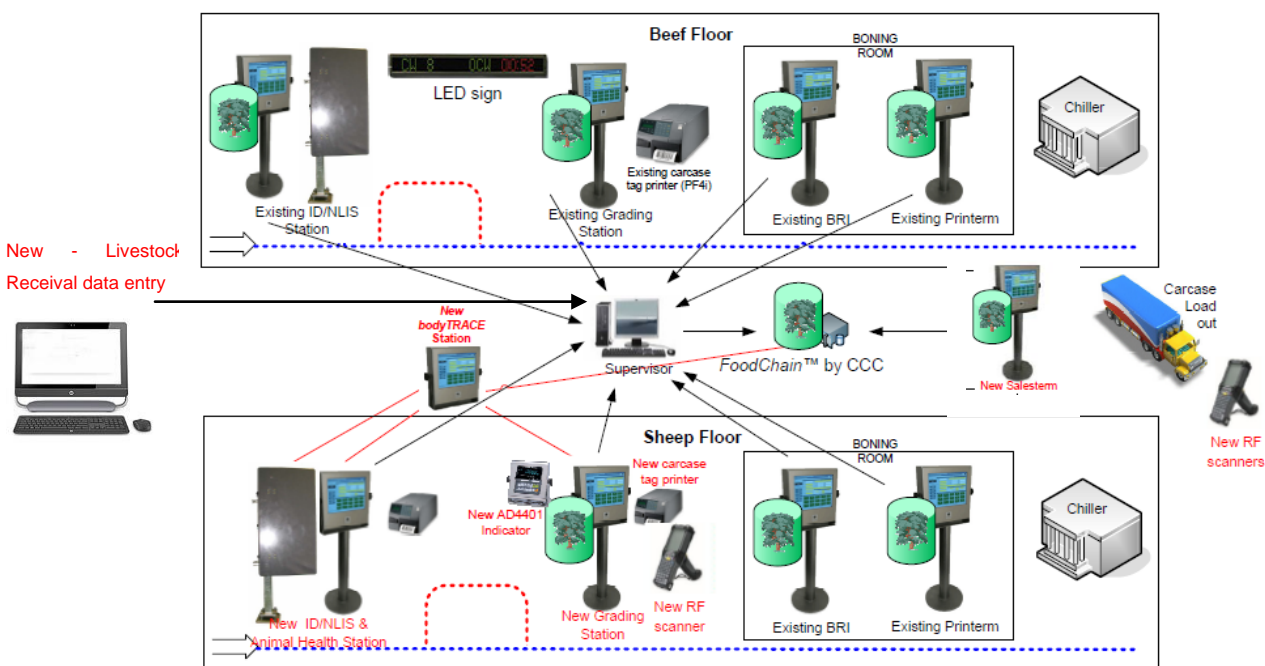 Beef Floor
BONING
ROOM
CW 8 OCW 00:52
LED sign
Chiller
Existing carcase
tag printer (PF4i)
Existing ID/NLIS
Station
Existing Grading
Station
Existing BRI
Existing Printerm
New - Livestock
Receival data entry
New
bodyTRACE
Station
Supervisor
FoodChain™ by CCC
New Salesterm
Carcase
Load
out
New RF
scanners
Sheep Floor
BONING
ROOM
New carcase
tag printer
New AD4401
Indicator
Chiller
New ID/NLIS &
Animal Health Station
New Grading
Station
New RF
scanner
Existing BRI
Existing Printerm